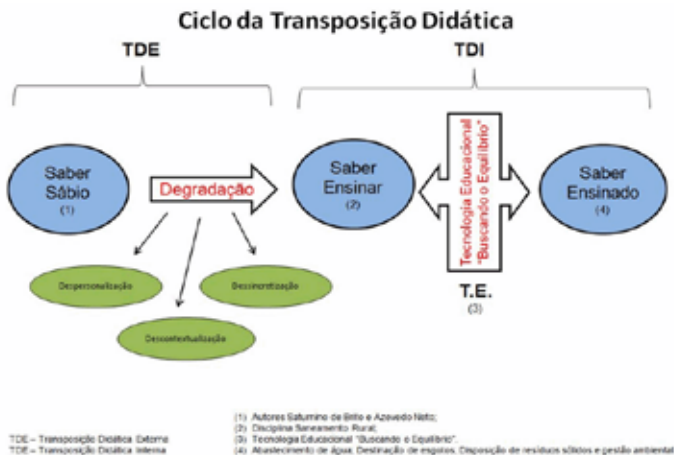 Ciclo da Transposição Didática
TDE
TDI
Saber
Sábio
(1)
Degradação
Saber
Ensinar
(2)
Tecnologia Educacional
"Buscando o Equilíbrio"
Saber
Ensinado
(4)
T.E.
(3)
Despersonalização
Dessincretização
Descontextualização
(1) Autores Saturnino de Brito e Azevedo Neto;
(2) Disciplina Saneamento Rural;
TDE – Transposição Didática Externa
(3) Tecnologia Educacional "Buscando o Equilíbrio".
TDE – Transposição Didática Interna
(4) Abastecimento de água, Destinação de esgotos, Disposição de resíduos sólidos e gestão ambiental